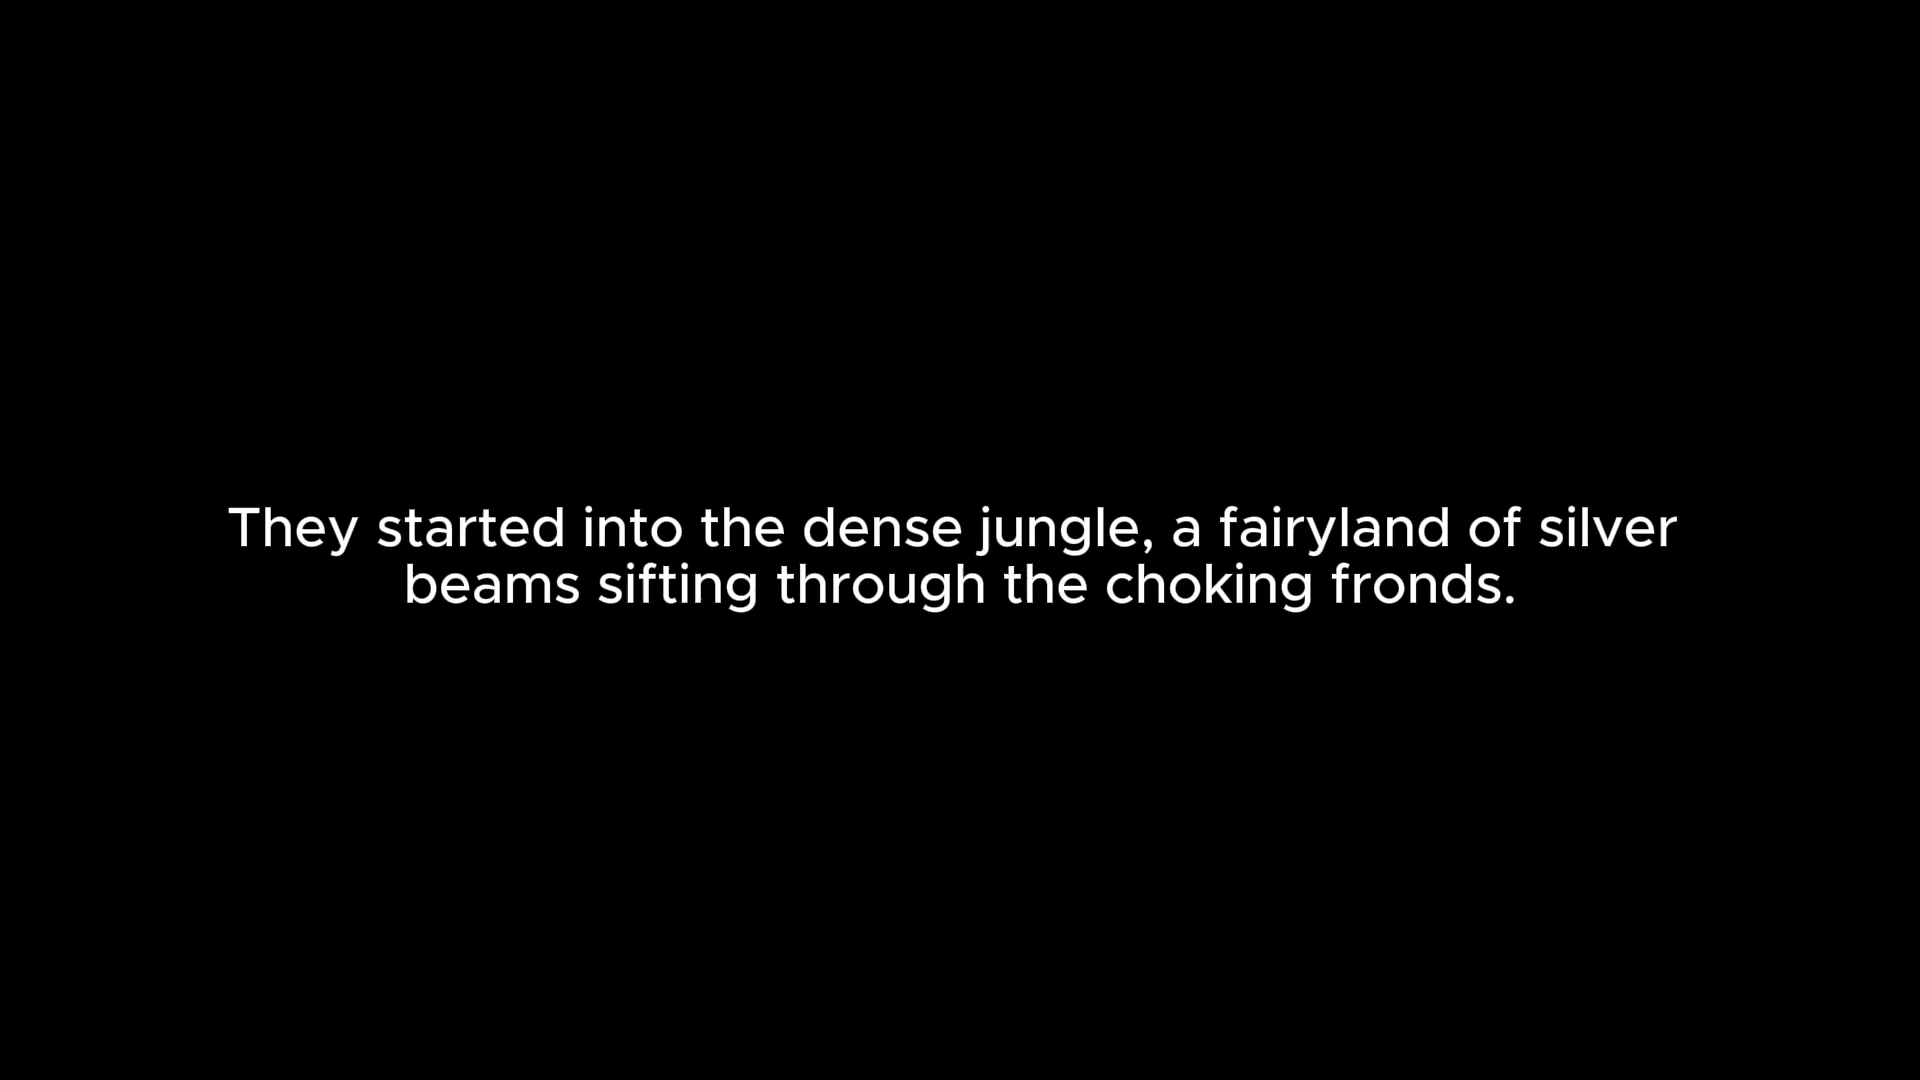 They started into the dense jungle, a fairyland of silver
beams sifting through the choking fronds.